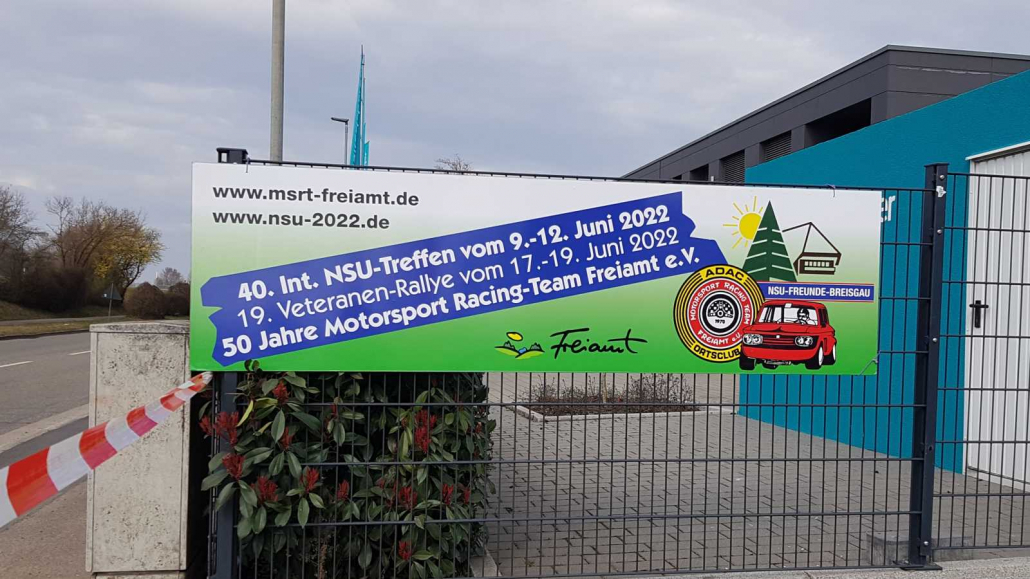 www.msrt-freiamt.de
www.nsu-2022.de
40. Int. NSU-Treffen vom 9.-12. Juni 2022
19. Veteranen-Rallye vom 17.-19. Juni 2022
50 Jahre Motorsport Racing-Team Freiamt e.V.
Freiamt
ADAC
MOTORSPORT RACING TEAM
1972
FREIAMT e.V.
ORTSCLUB
NSU-FREUNDE-BREISGAU